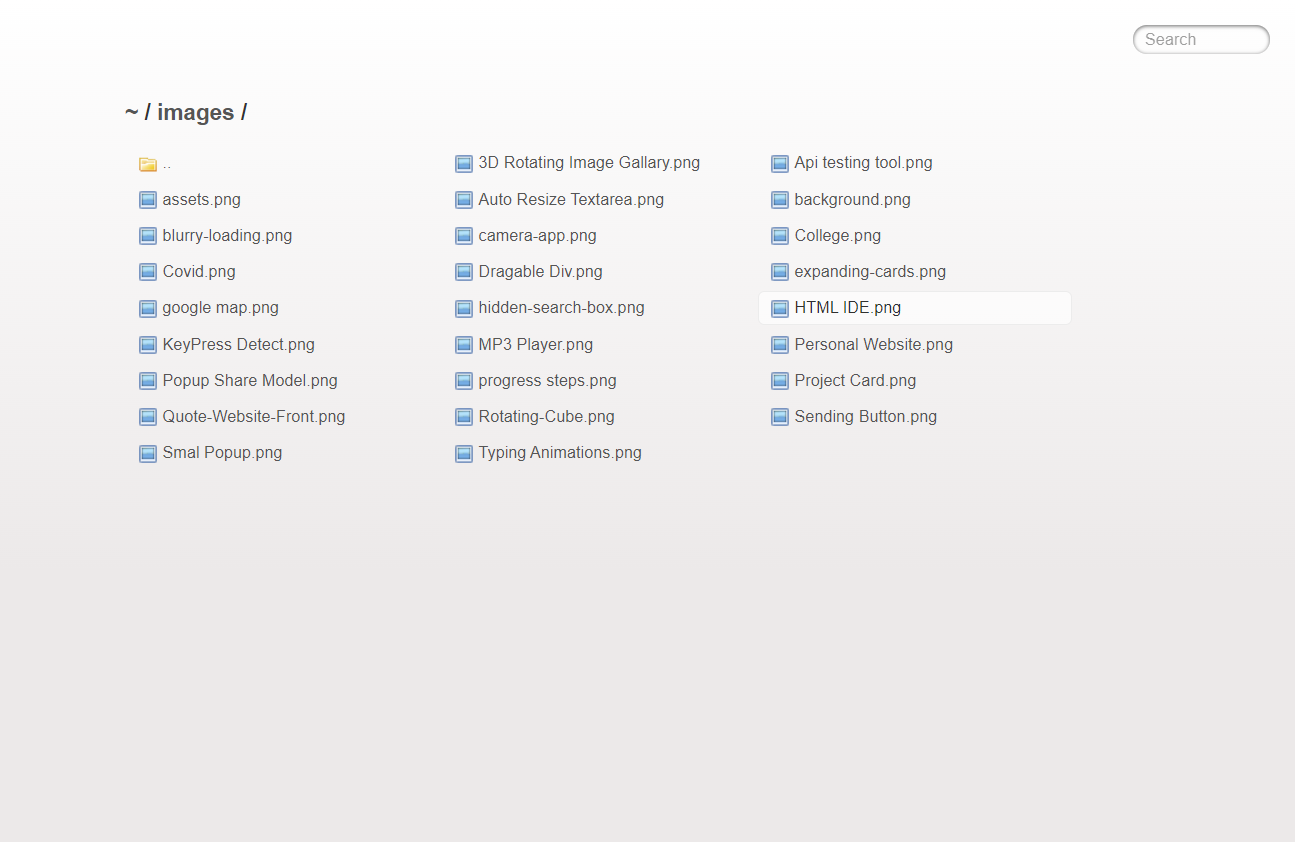 Search
~ / images /
..
3D Rotating Image Gallary.png
Api testing tool.png
assets.png
Auto Resize Textarea.png
background.png
blurry-loading.png
camera-app.png
College.png
Covid.png
Dragable Div.png
expanding-cards.png
google map.png
hidden-search-box.png
HTML IDE.png
KeyPress Detect.png
MP3 Player.png
Personal Website.png
Popup Share Model.png
progress steps.png
Project Card.png
Quote-Website-Front.png
Rotating-Cube.png
Sending Button.png
Smal Popup.png
Typing Animations.png